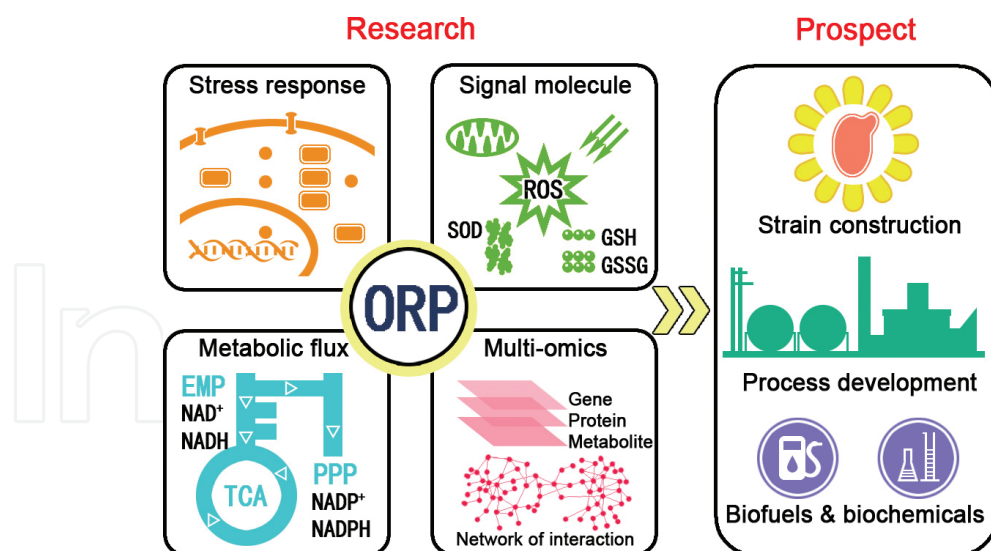 Research
Prospect
Stress response
Signal molecule
ROS
SOD
GSH
GSSG
ORP
Metabolic flux
EMP
NAD⁺
NADH
TCA
PPP
NADP⁺
NADPH
Multi-omics
Gene
Protein
Metabolite
Network of interaction
Strain construction
Process development
Biofuels & biochemicals
In